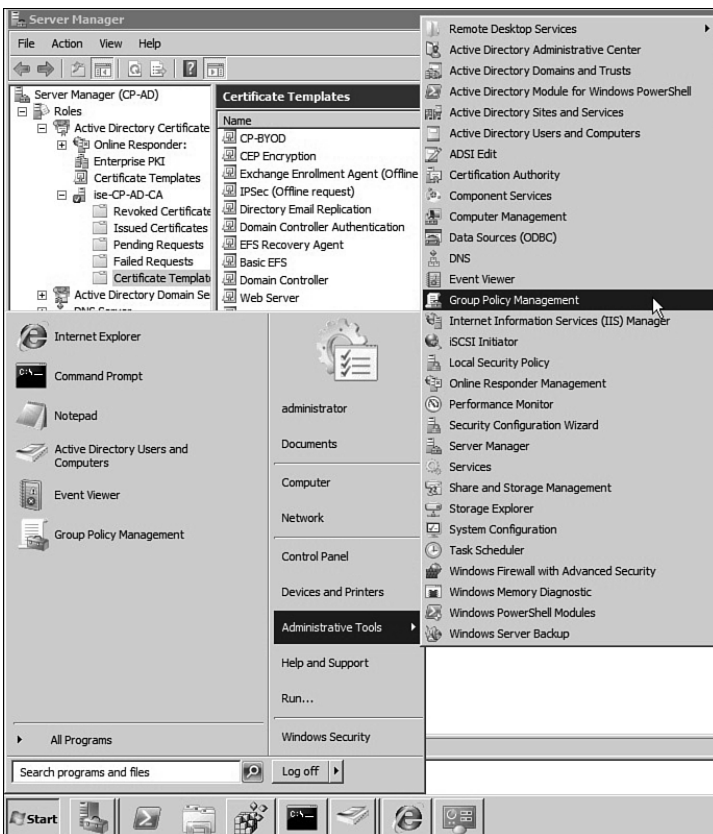 Server Manager
File Action View Help
Server Manager (CP-AD)
Roles
Active Directory Certificate
Online Responder:
Enterprise PKI
Certificate Templates
ise-CP-AD-CA
Revoked Certificate
Issued Certificates
Pending Requests
Failed Requests
Certificate Templat
Active Directory Domain Se
DNS Server
Certificate Templates
Name
CP-BYOD
CEP Encryption
Exchange Enrollment Agent (Offline
IPSec (Offline request)
Directory Email Replication
Domain Controller Authentication
EFS Recovery Agent
Basic EFS
Domain Controller
Web Server
Internet Explorer
Command Prompt
Notepad
Active Directory Users and
Computers
Event Viewer
Group Policy Management
All Programs
Search programs and files
administrator
Documents
Computer
Network
Control Panel
Devices and Printers
Administrative Tools
Help and Support
Run...
Windows Security
Log off
Remote Desktop Services
Active Directory Administrative Center
Active Directory Domains and Trusts
Active Directory Module for Windows PowerShell
Active Directory Sites and Services
Active Directory Users and Computers
ADSI Edit
Certification Authority
Component Services
Computer Management
Data Sources (ODBC)
DNS
Event Viewer
Group Policy Management
Internet Information Services (IIS) Manager
iSCSI Initiator
Local Security Policy
Online Responder Management
Performance Monitor
Security Configuration Wizard
Server Manager
Services
Share and Storage Management
Storage Explorer
System Configuration
Task Scheduler
Windows Firewall with Advanced Security
Windows Memory Diagnostic
Windows PowerShell Modules
Windows Server Backup
Start